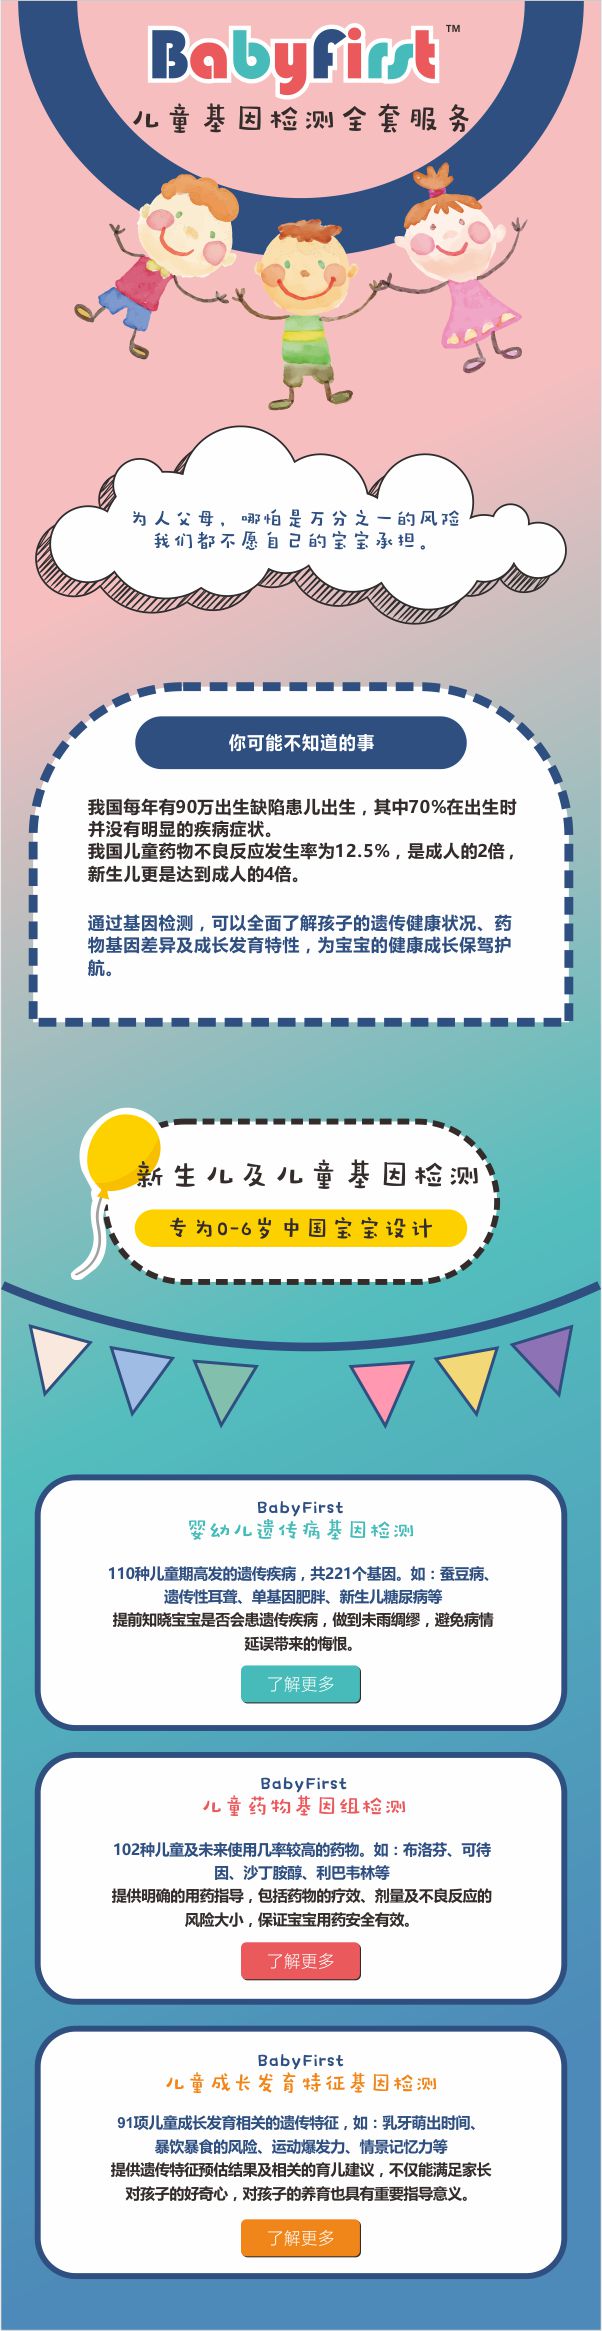 BabyFirst™
儿童基因检测全套服务
为人父母，哪怕是万分之一的风险
我们都不愿自己的宝宝承担。
你可能不知道的事
我国每年有90万出生缺陷患儿出生，其中70%在出生时
并没有明显的疾病症状。
我国儿童药物不良反应发生率为12.5%，是成人的2倍，
新生儿更是达到成人的4倍。
通过基因检测，可以全面了解孩子的遗传健康状况、药
物基因差异及成长发育特性，为宝宝的健康成长保驾护
航。
新生儿及儿童基因检测
专为0-6岁中国宝宝设计
BabyFirst
婴幼儿遗传病基因检测
110种儿童期高发的遗传疾病，共221个基因。如：蚕豆病、
遗传性耳聋、单基因肥胖、新生儿糖尿病等
提前知晓宝宝是否会患遗传疾病，做到未雨绸缪，避免病情
延误带来的悔恨。
了解更多
BabyFirst
儿童药物基因组检测
102种儿童及未来使用几率较高的药物。如：布洛芬、可待
因、沙丁胺醇、利巴韦林等
提供明确的用药指导，包括药物的疗效、剂量及不良反应的
风险大小，保证宝宝用药安全有效。
了解更多
BabyFirst
儿童成长发育特征基因检测
91项儿童成长发育相关的遗传特征，如：乳牙萌出时间、
暴饮暴食的风险、运动爆发力、情景记忆力等
提供遗传特征预估结果及相关的育儿建议，不仅能满足家长
对孩子的好奇心，对孩子的养育也具有重要指导意义。
了解更多